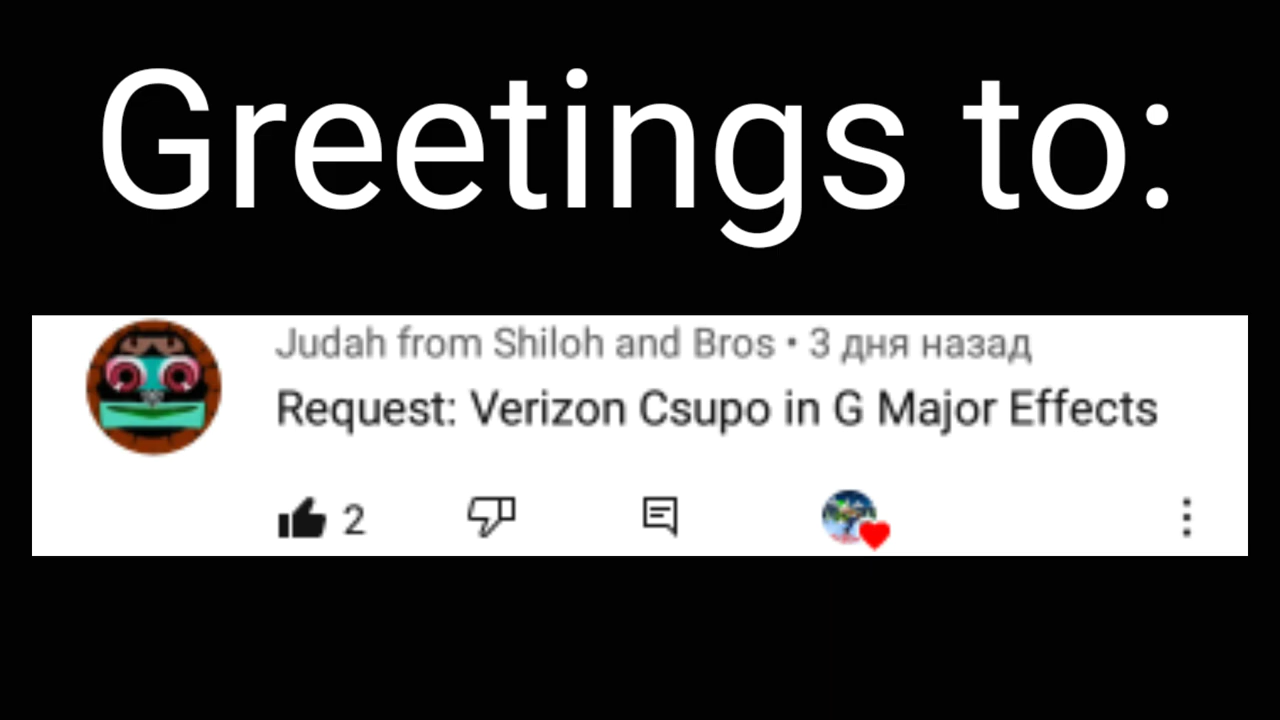 Greetings to:
Judah from Shiloh and Bros • 3 дня назад
Request: Verizon Csupo in G Major Effects
2